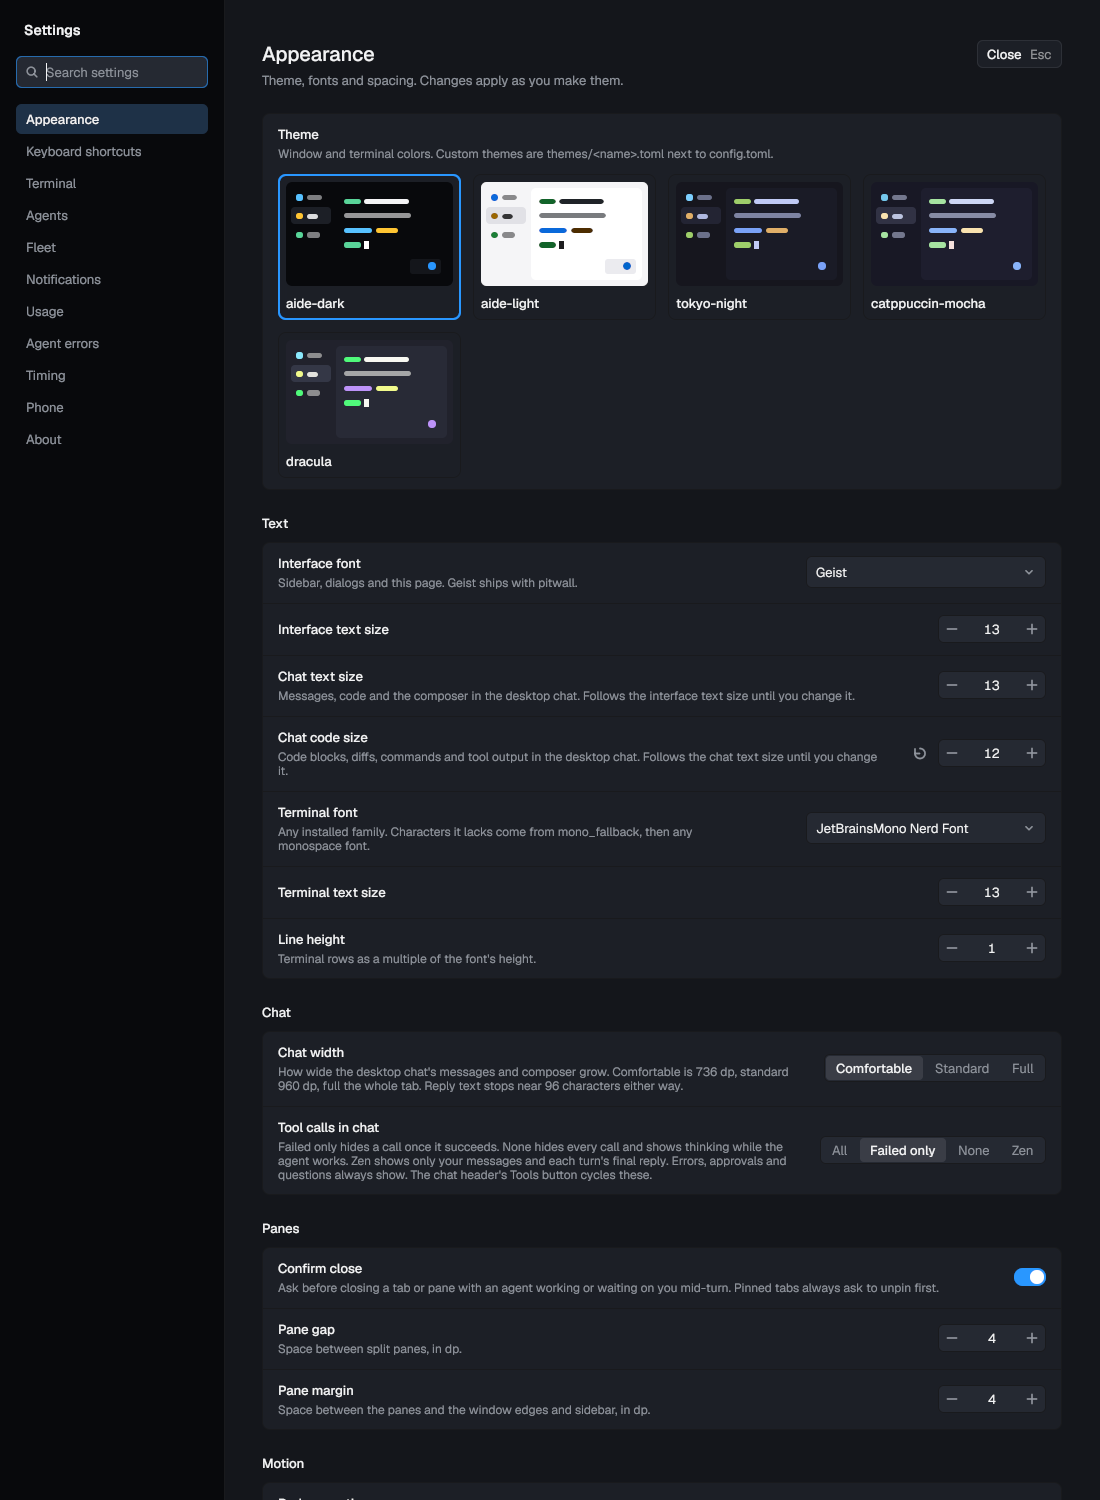 Settings
Search settings
Appearance
Keyboard shortcuts
Terminal
Agents
Fleet
Notifications
Usage
Agent errors
Timing
Phone
About
Appearance
Close Esc
Theme, fonts and spacing. Changes apply as you make them.
Theme
Window and terminal colors. Custom themes are themes/<name>.toml next to config.toml.
aide-dark
aide-light
tokyo-night
catppuccin-mocha
dracula
Text
Interface font
Sidebar, dialogs and this page. Geist ships with pitwall.
Geist
Interface text size
13
Chat text size
Messages, code and the composer in the desktop chat. Follows the interface text size until you change it.
13
Chat code size
Code blocks, diffs, commands and tool output in the desktop chat. Follows the chat text size until you change
it.
12
Terminal font
Any installed family. Characters it lacks come from mono_fallback, then any
monospace font.
JetBrainsMono Nerd Font
Terminal text size
13
Line height
Terminal rows as a multiple of the font's height.
1
Chat
Chat width
How wide the desktop chat's messages and composer grow. Comfortable is 736 dp, standard
960 dp, full the whole tab. Reply text stops near 96 characters either way.
Comfortable Standard Full
Tool calls in chat
Failed only hides a call once it succeeds. None hides every call and shows thinking while the
agent works. Zen shows only your messages and each turn's final reply. Errors, approvals and
questions always show. The chat header's Tools button cycles these.
All Failed only None Zen
Panes
Confirm close
Ask before closing a tab or pane with an agent working or waiting on you mid-turn. Pinned tabs always ask to unpin first.
Pane gap
Space between split panes, in dp.
4
Pane margin
Space between the panes and the window edges and sidebar, in dp.
4
Motion